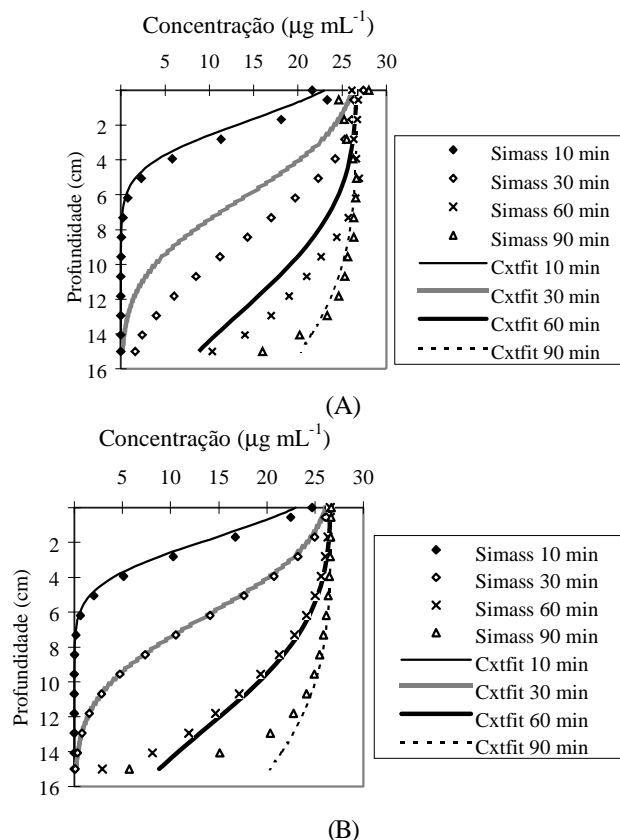 Concentração (µg mL⁻¹)
5 10 15 20 25 30
Profundidade (cm)
2
4
6
8
10
12
14
16
Simass 10 min
Simass 30 min
Simass 60 min
Simass 90 min
Cxtfit 10 min
Cxtfit 30 min
Cxtfit 60 min
Cxtfit 90 min
(A)
Concentração (µg mL⁻¹)
5 10 15 20 25 30
Profundidade (cm)
2
4
6
8
10
12
14
16
Simass 10 min
Simass 30 min
Simass 60 min
Simass 90 min
Cxtfit 10 min
Cxtfit 30 min
Cxtfit 60 min
Cxtfit 90 min
(B)